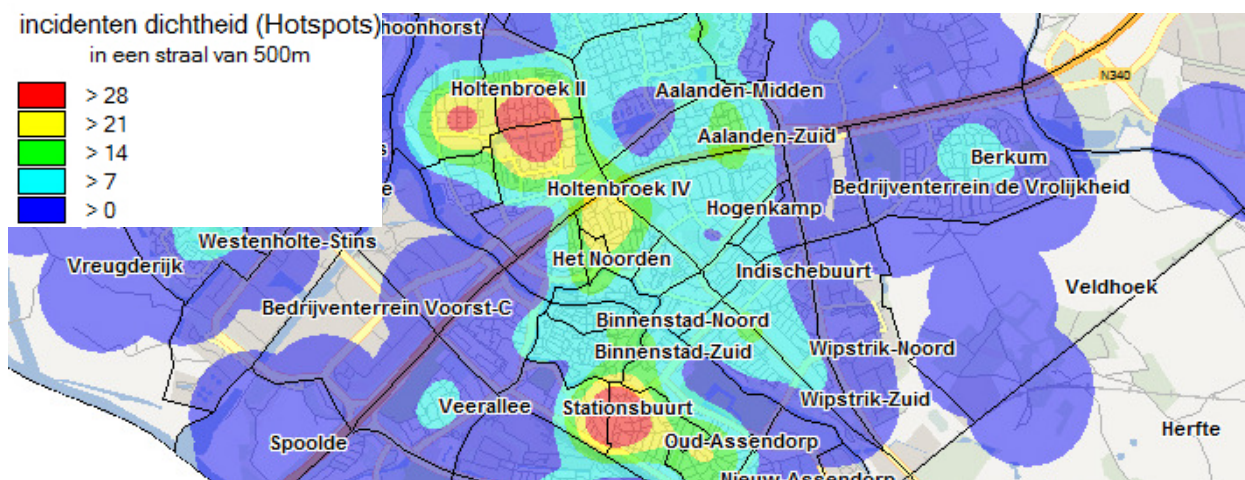 incidenten dichtheid (Hotspots)
in een straal van 500m
> 28
> 21
> 14
> 7
> 0
hoonhorst
Holtenbroek II
Aalanden-Midden
N340
Aalanden-Zuid
s
Berkum
e
Holtenbroek IV
Bedrijventerrein de Vrolijkheid
Hogenkamp
Westenholte-Stins
Vreugderijk
Het Noorden
Indischebuurt
Veldhoek
Bedrijventerrein Voorst-C
Binnenstad-Noord
Binnenstad-Zuid
Wipstrik-Noord
Veerallee
Stationsbuurt
Wipstrik-Zuid
Spoolde
Oud-Assendorp
Herfte
Nieuw-Assendorp